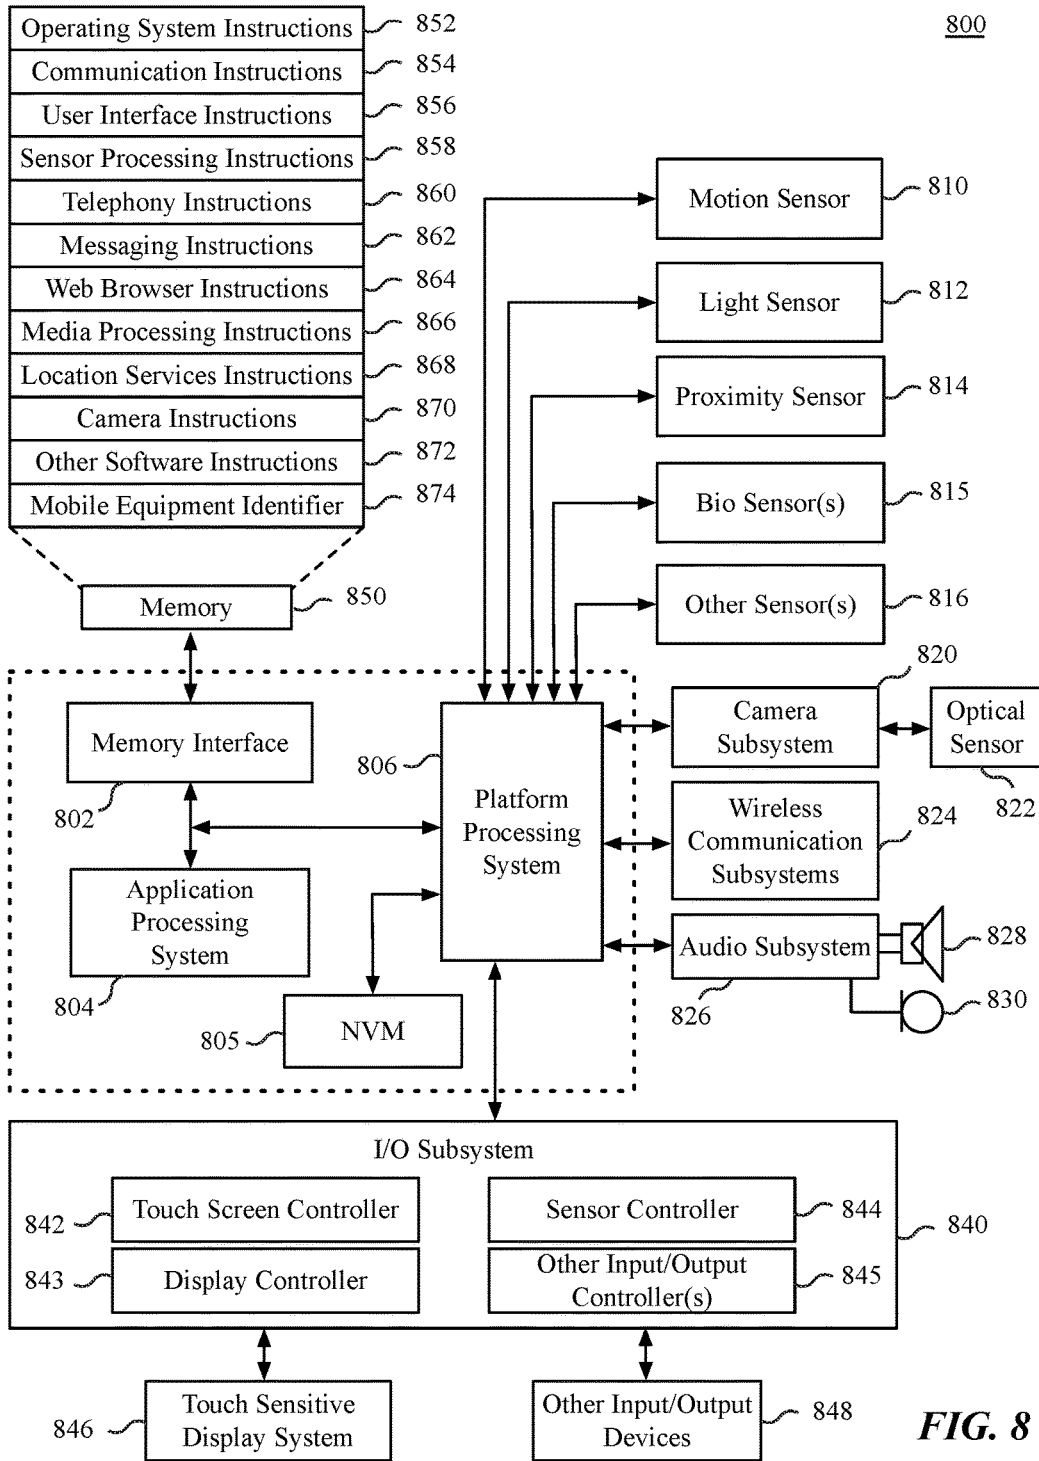 800
Operating System Instructions 852
Communication Instructions 854
User Interface Instructions 856
Sensor Processing Instructions 858
Telephony Instructions 860
Messaging Instructions 862
Web Browser Instructions 864
Media Processing Instructions 866
Location Services Instructions 868
Camera Instructions 870
Other Software Instructions 872
Mobile Equipment Identifier 874
Memory 850
Motion Sensor 810
Light Sensor 812
Proximity Sensor 814
Bio Sensor(s) 815
Other Sensor(s) 816
Memory Interface
802
Application
Processing
System
804
805 NVM
806
Platform
Processing
System
820
Camera
Subsystem
Optical
Sensor
822
Wireless
Communication
Subsystems
824
Audio Subsystem
826
828
830
I/O Subsystem
842 Touch Screen Controller
Sensor Controller 844
840
843 Display Controller
Other Input/Output
Controller(s)
845
846
Touch Sensitive
Display System
Other Input/Output
Devices
848
FIG. 8